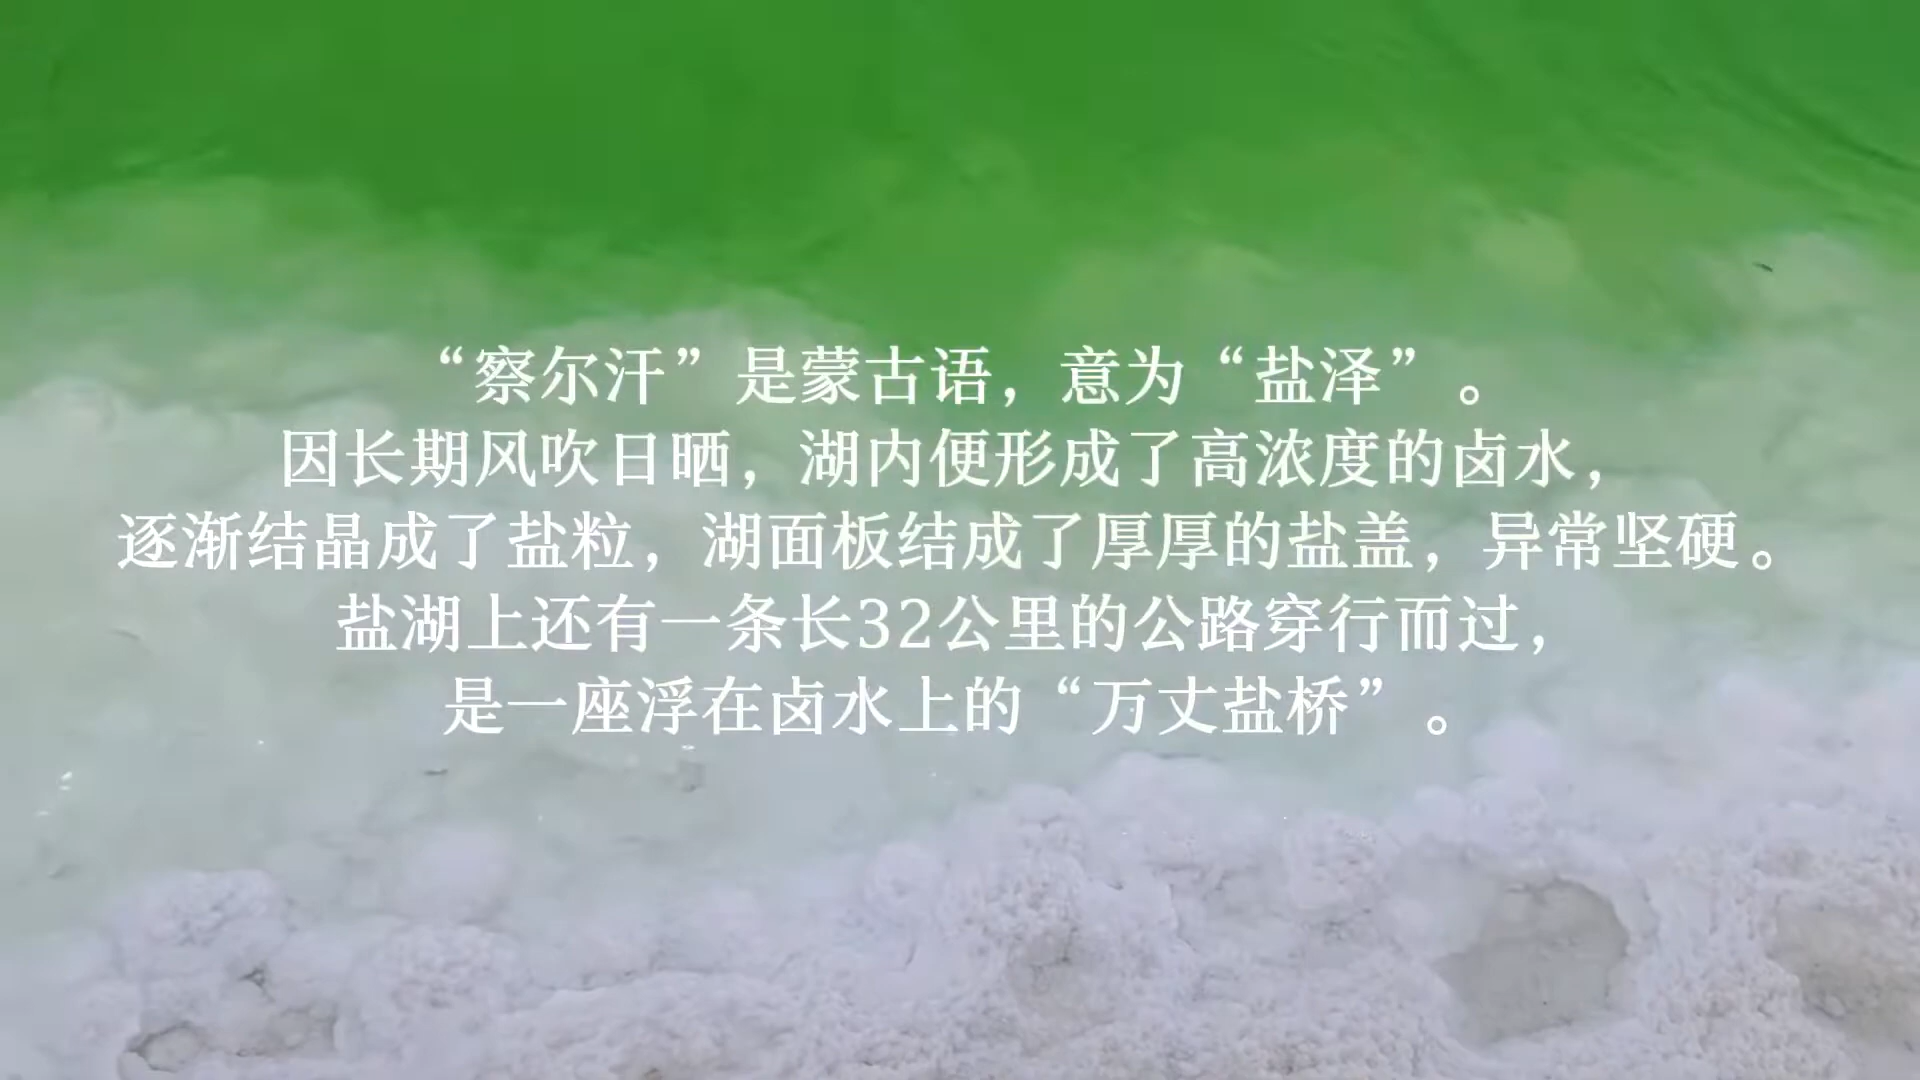 “察尔汗”是蒙古语，意为“盐泽”。
因长期风吹日晒，湖内便形成了高浓度的卤水，
逐渐结晶成了盐粒，湖面板结成了厚厚的盐盖，异常坚硬。
盐湖上还有一条长32公里的公路穿行而过，
是一座浮在卤水上的“万丈盐桥”。